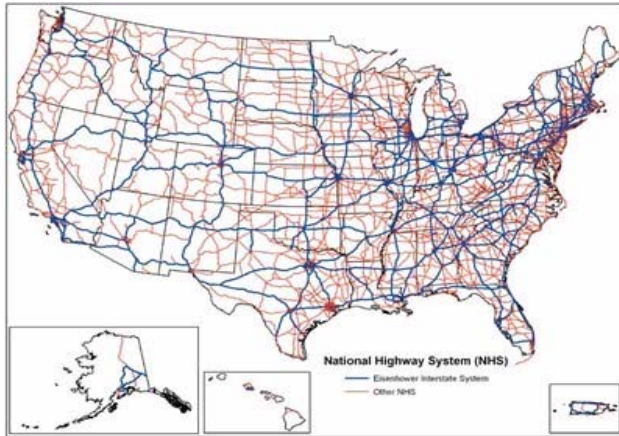 National Highway System (NHS)
Eisenhower Interstate System
Other NHS